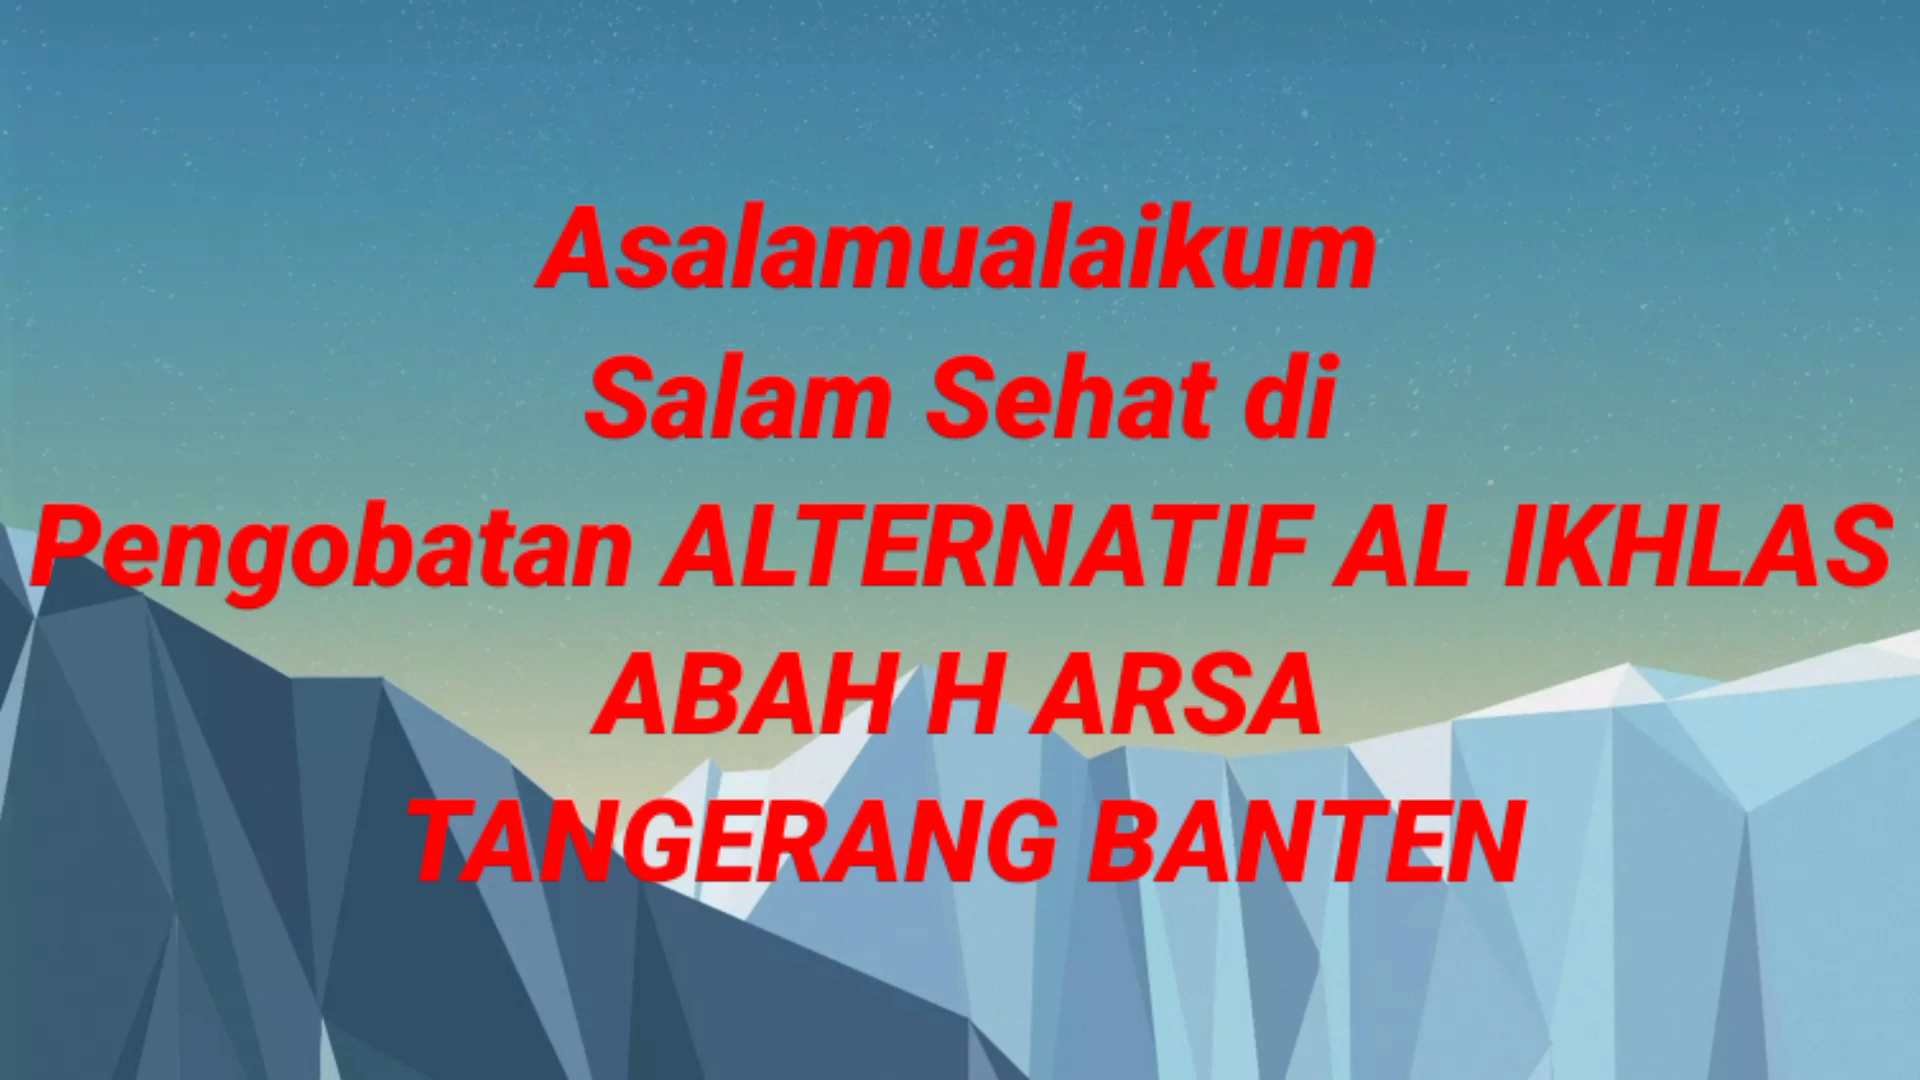 Asalamualaikum
Salam Sehat di
Pengobatan ALTERNATIF AL IKHLAS
ABAH H ARSA
TANGERANG BANTEN